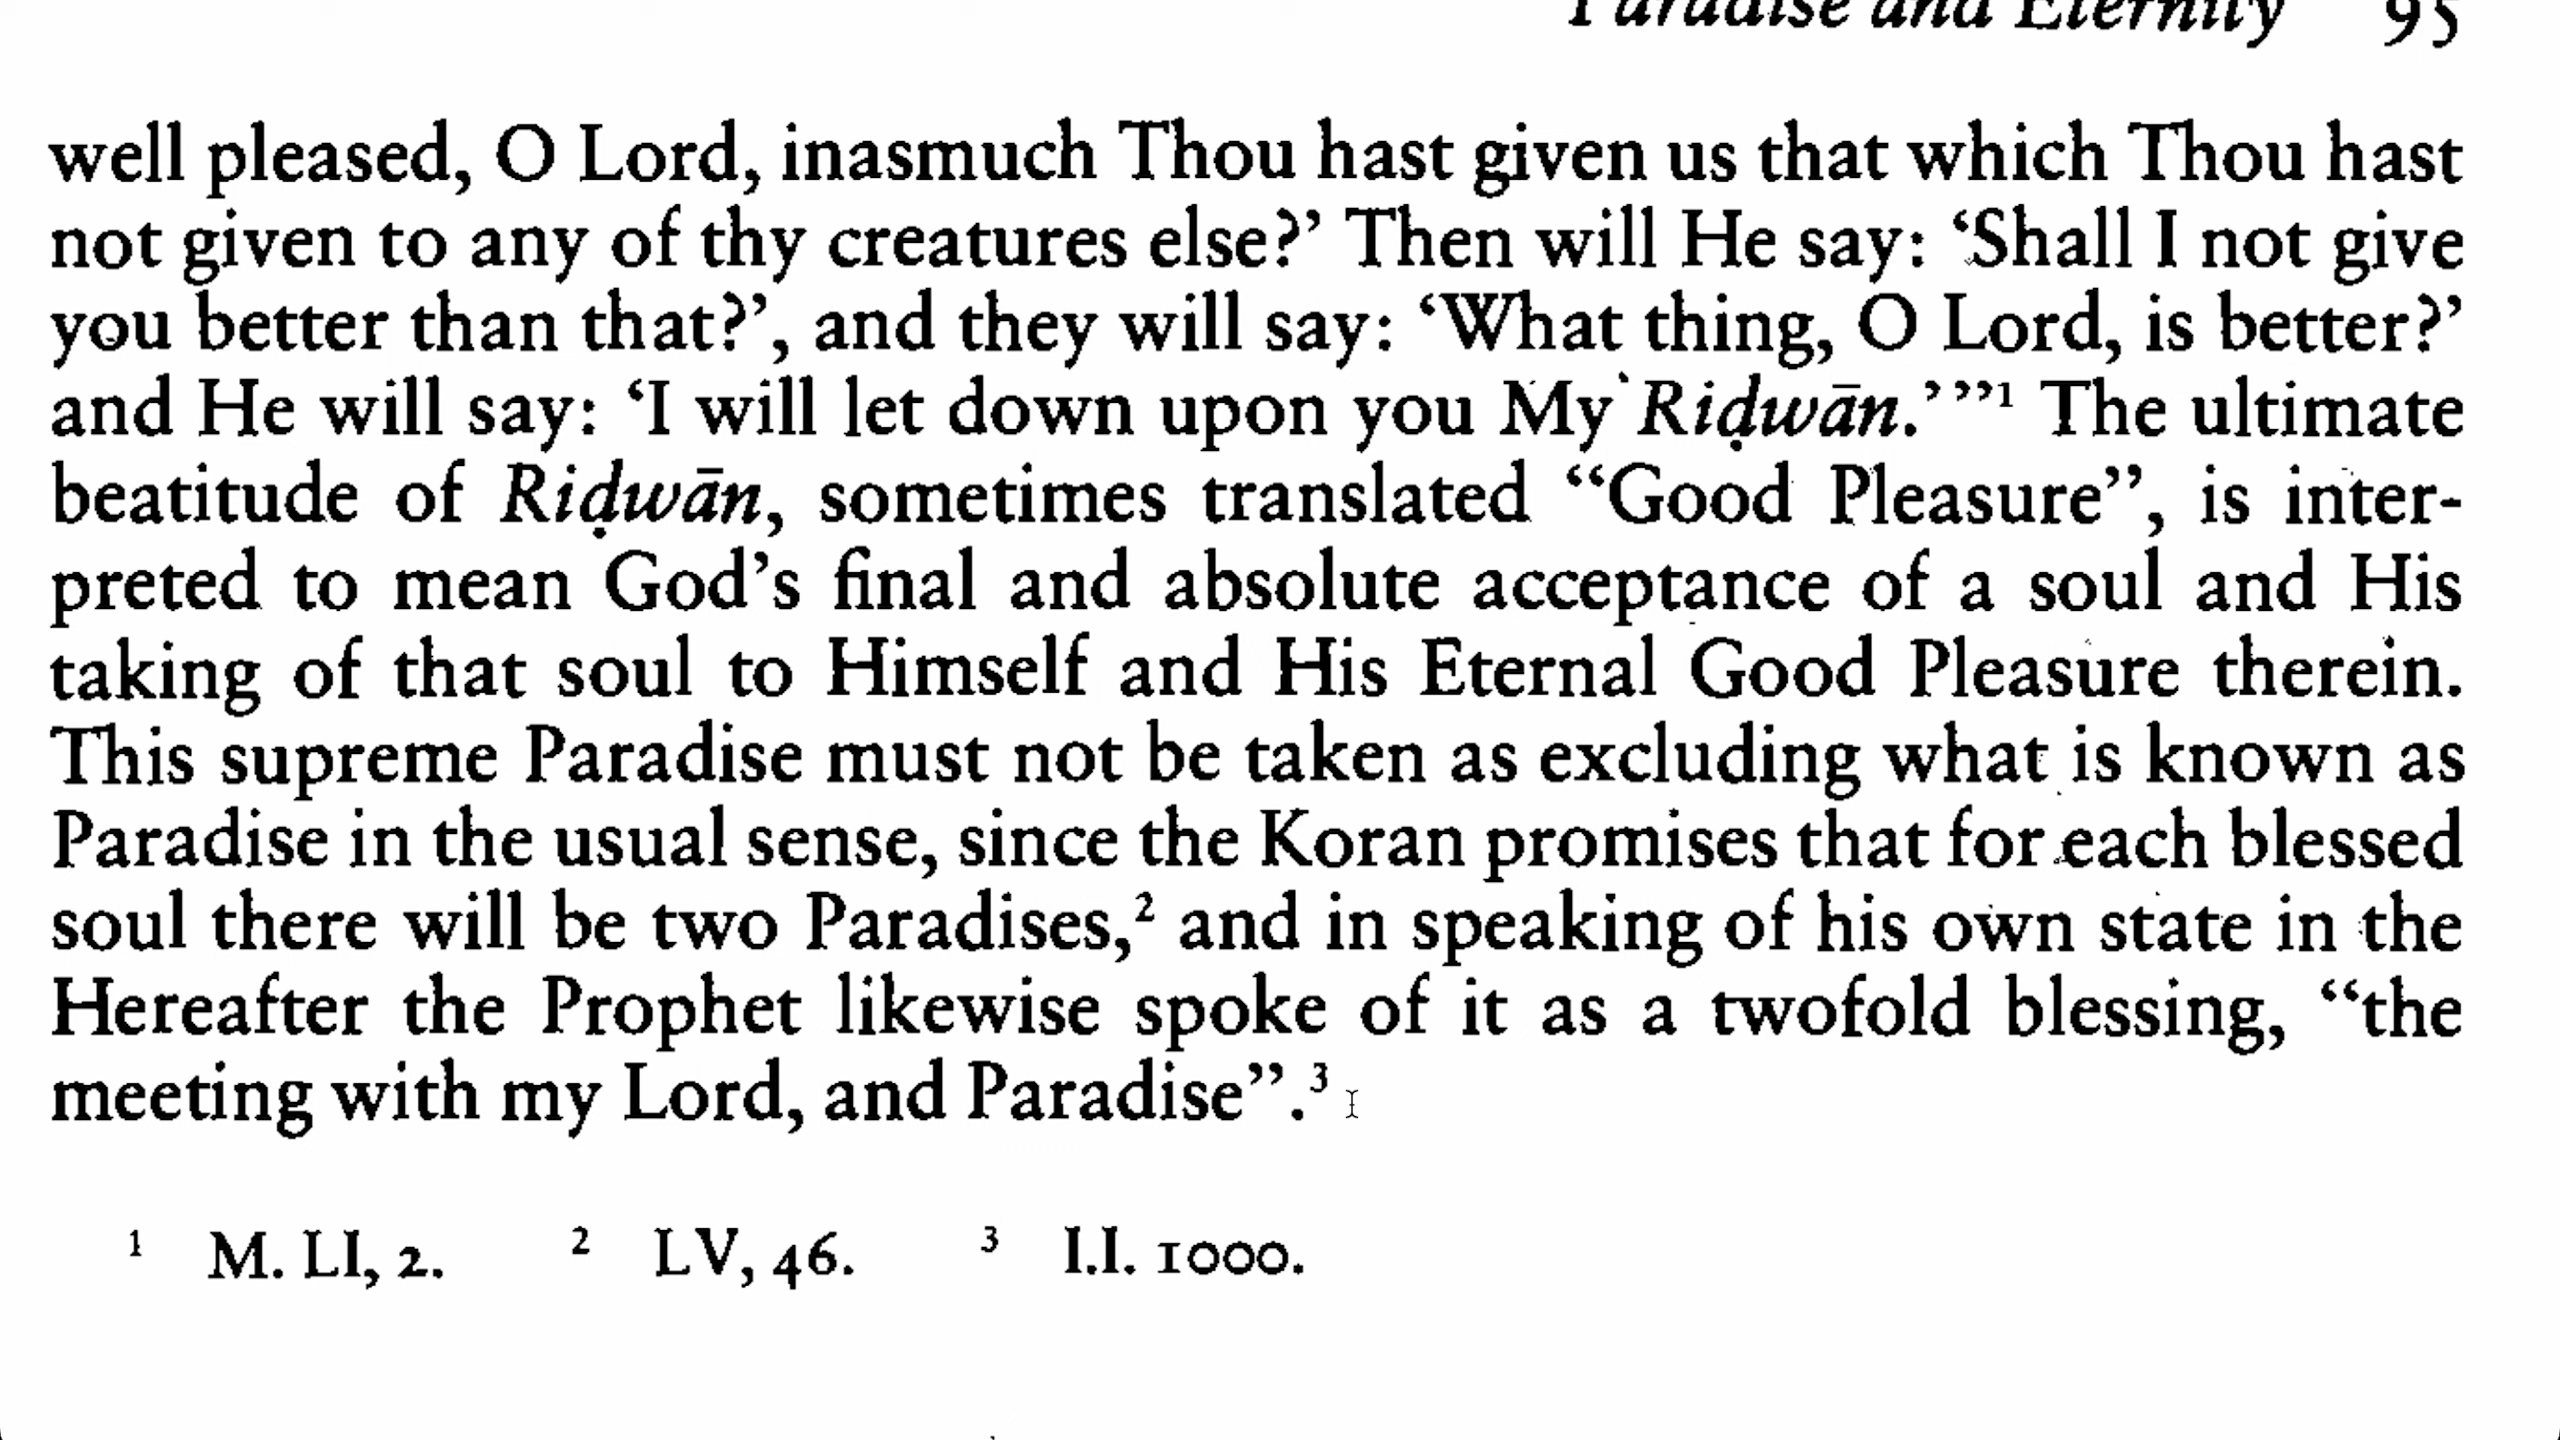 Paradise and Eternity 95
well pleased, O Lord, inasmuch Thou hast given us that which Thou hast
not given to any of thy creatures else?’ Then will He say: ‘Shall I not give
you better than that?’, and they will say: ‘What thing, O Lord, is better?’
and He will say: ‘I will let down upon you My Riḍwān.’”¹ The ultimate
beatitude of Riḍwān, sometimes translated “Good Pleasure”, is inter-
preted to mean God’s final and absolute acceptance of a soul and His
taking of that soul to Himself and His Eternal Good Pleasure therein.
This supreme Paradise must not be taken as excluding what is known as
Paradise in the usual sense, since the Koran promises that for each blessed
soul there will be two Paradises,² and in speaking of his own state in the
Hereafter the Prophet likewise spoke of it as a twofold blessing, “the
meeting with my Lord, and Paradise”.³
¹ M. LI, 2. ² LV, 46. ³ I.I. 1000.